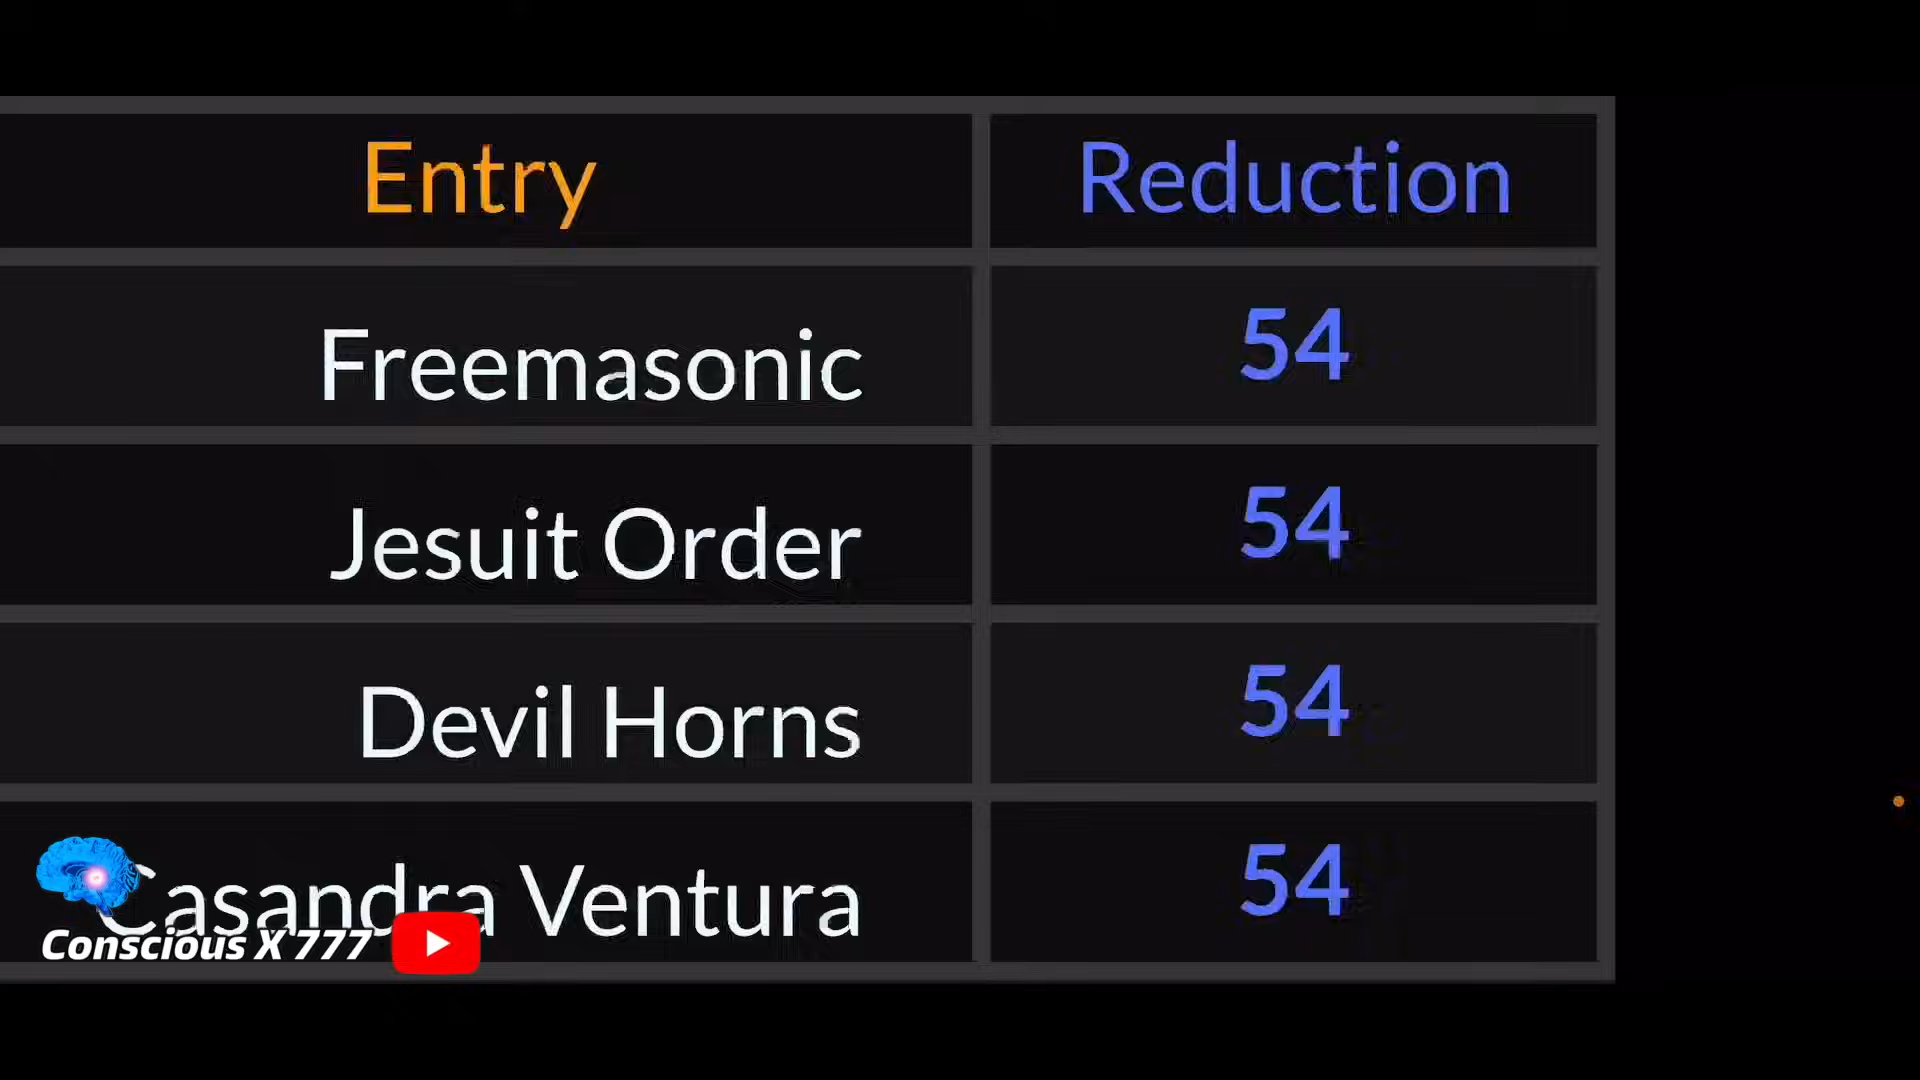 Entry Reduction
Freemasonic 54
Jesuit Order 54
Devil Horns 54
Casandra Ventura 54
Conscious X 777